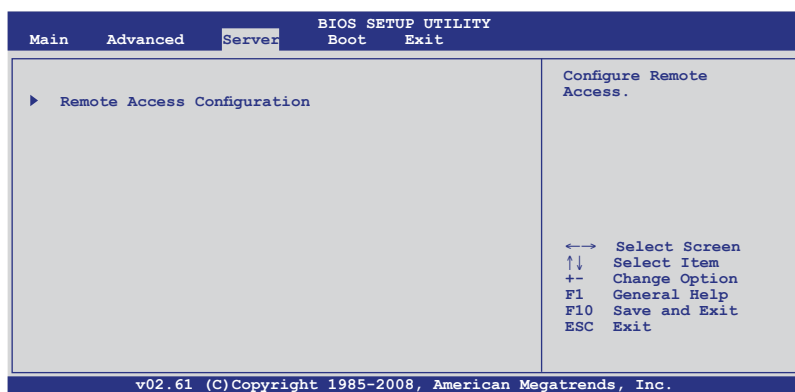 BIOS SETUP UTILITY
Main Advanced Server Boot Exit
▶ Remote Access Configuration
Configure Remote
Access.
←→ Select Screen
↑↓ Select Item
+- Change Option
F1 General Help
F10 Save and Exit
ESC Exit
v02.61 (C)Copyright 1985-2008, American Megatrends, Inc.